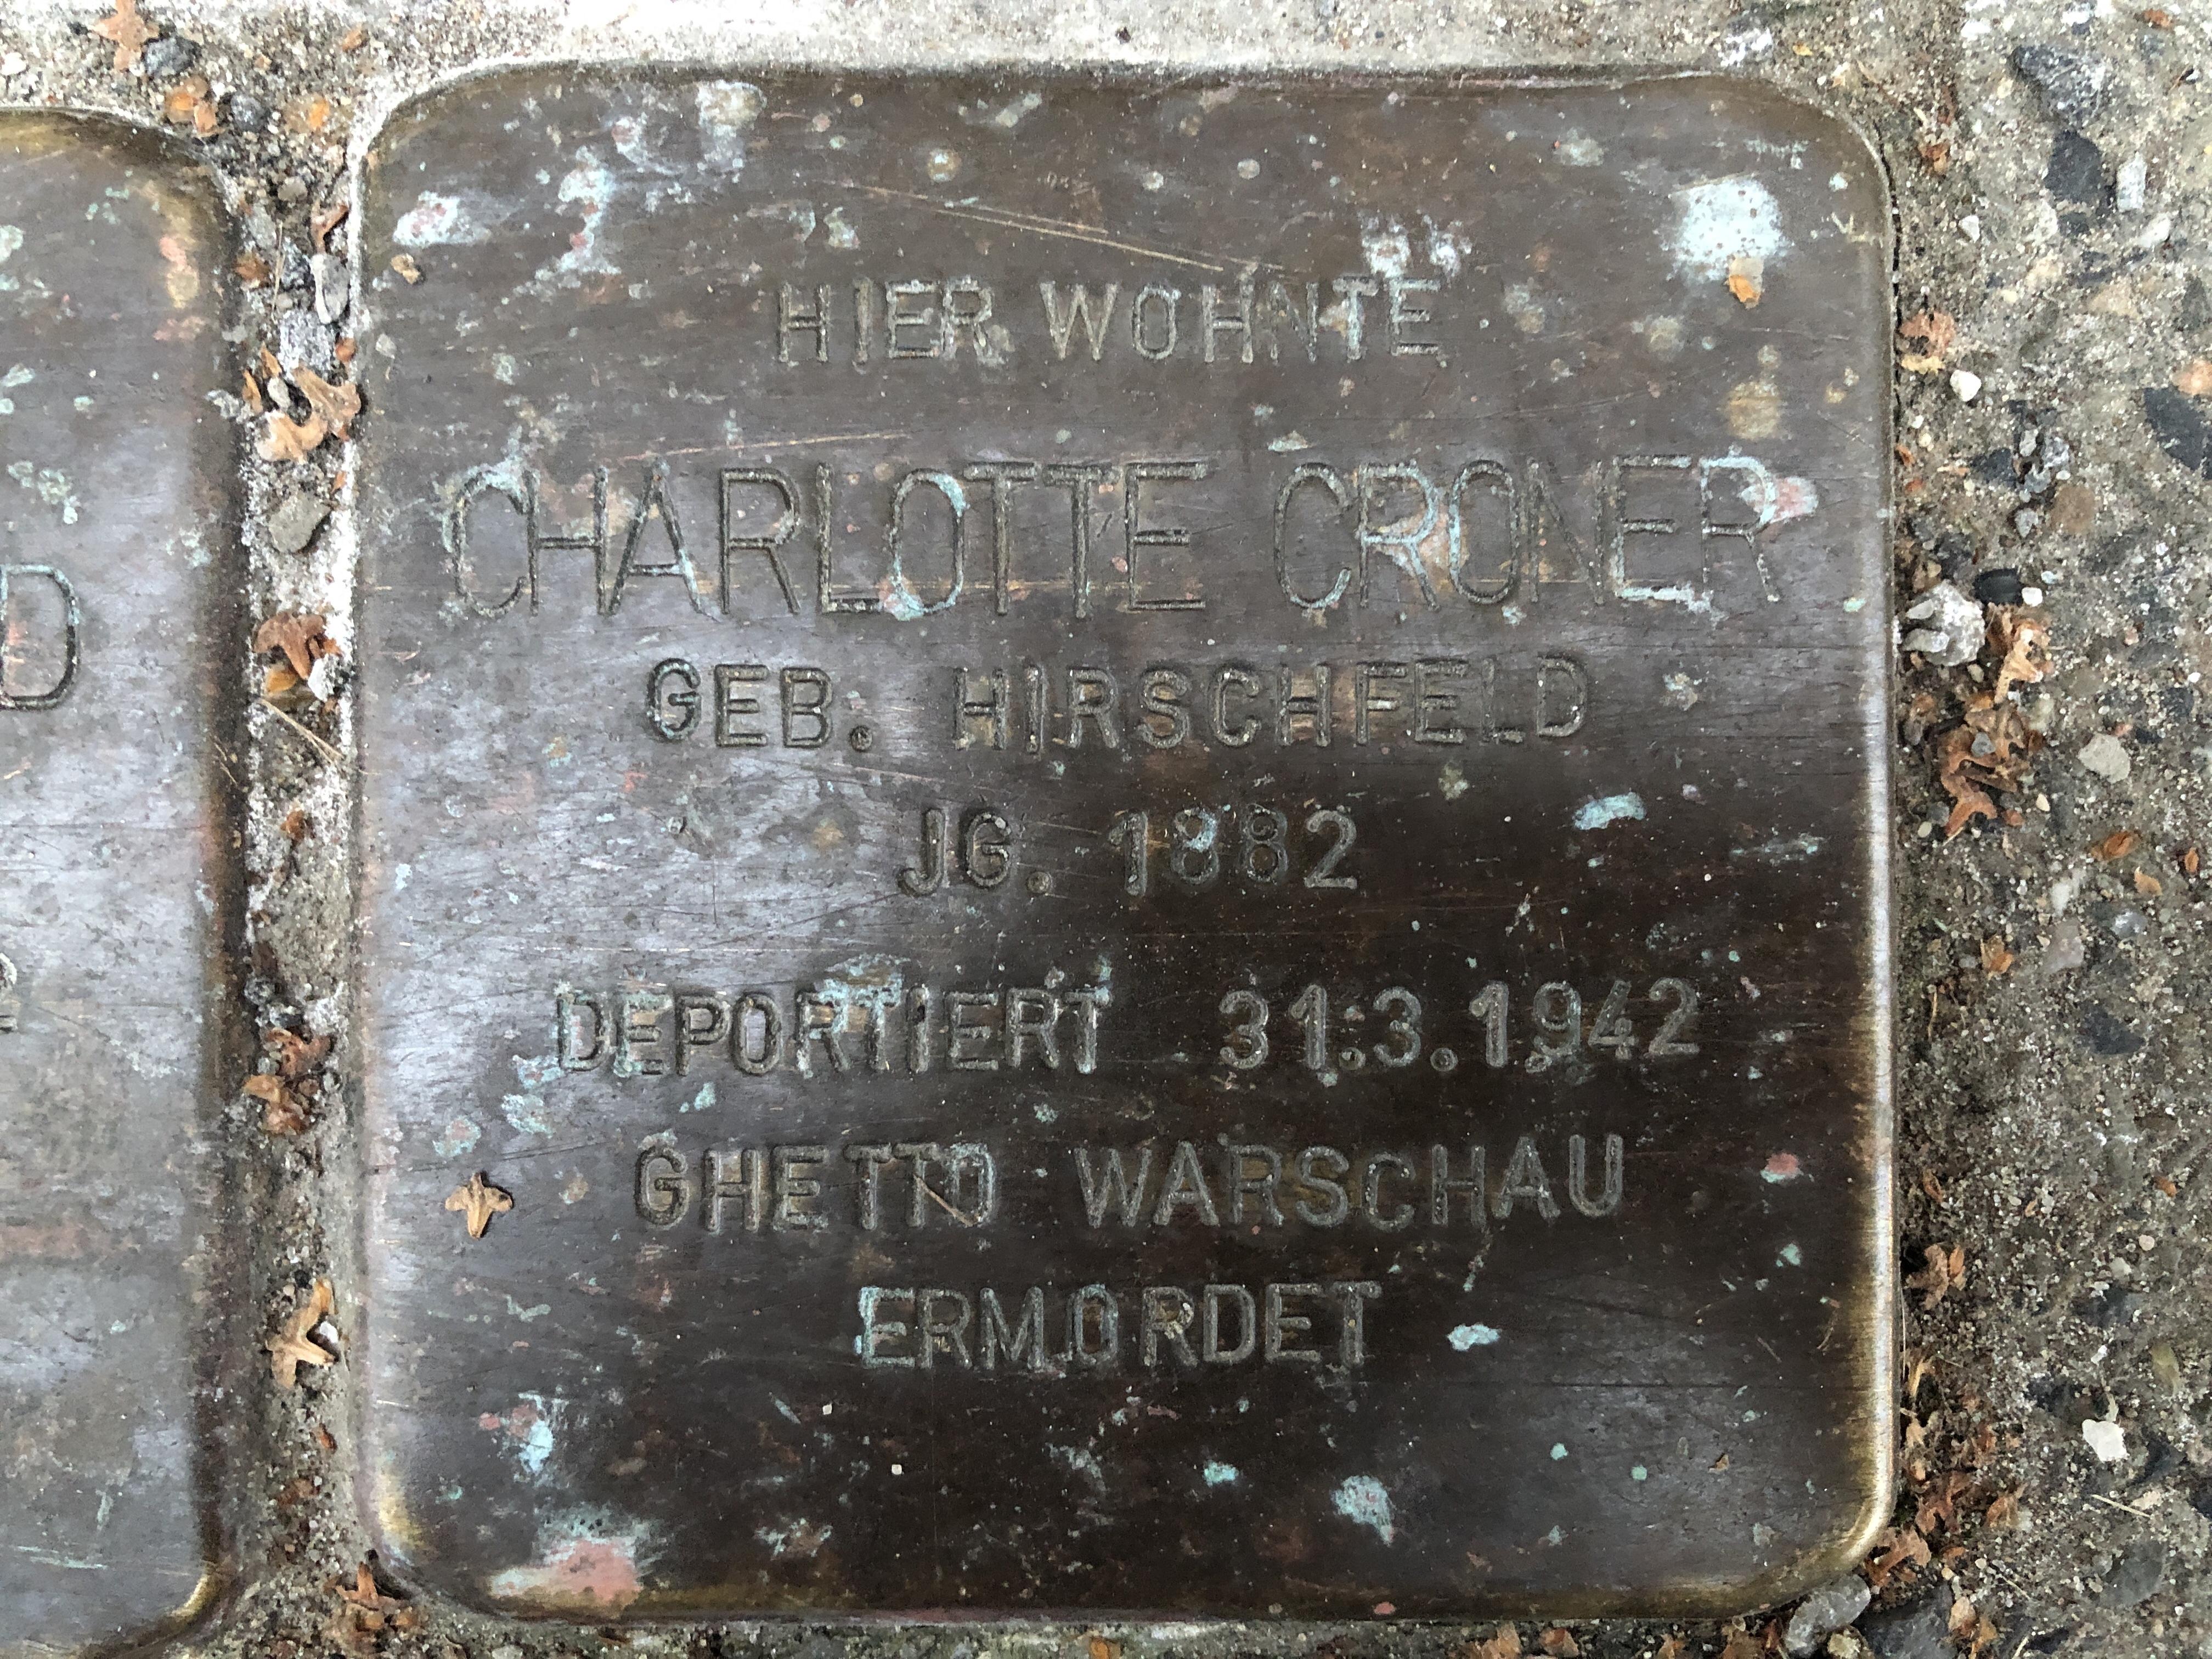 HIER WOHNTE
CHARLOTTE CRONER
GEB. HIRSCHFELD
JG. 1882
DEPORTIERT 31.3.1942
GHETTO WARSCHAU
ERMORDET
D